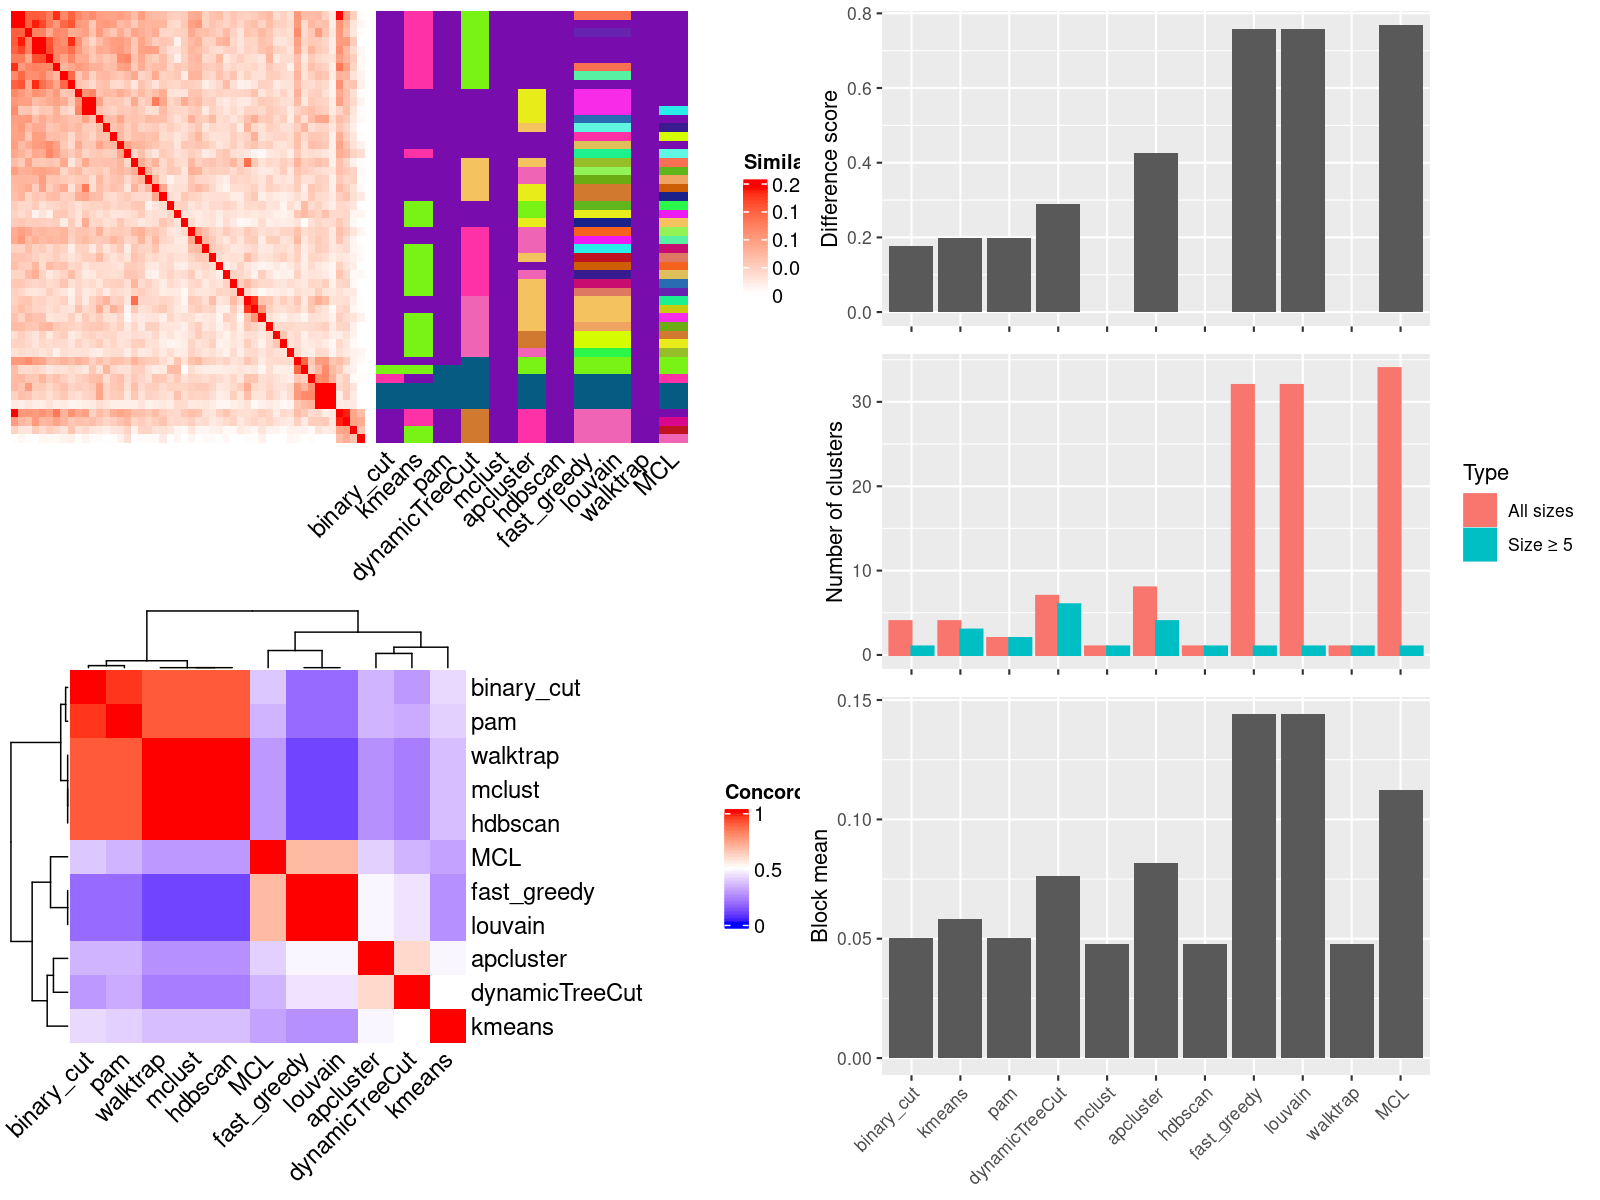 Simila
0.2
0.1
0.1
0.0
0
binary_cut
kmeans
pam
dynamicTreeCut
mclust
apcluster
hdbscan
fast_greedy
louvain
walktrap
MCL
binary_cut
pam
walktrap
mclust
hdbscan
MCL
fast_greedy
louvain
apcluster
dynamicTreeCut
kmeans
binary_cut
pam
walktrap
mclust
hdbscan
MCL
fast_greedy
louvain
apcluster
dynamicTreeCut
kmeans
Concord
1
0.5
0
Difference score
0.8
0.6
0.4
0.2
0.0
Number of clusters
30
20
10
0
Type
All sizes
Size ≥ 5
Block mean
0.15
0.10
0.05
0.00
binary_cut
kmeans
pam
dynamicTreeCut
mclust
apcluster
hdbscan
fast_greedy
louvain
walktrap
MCL